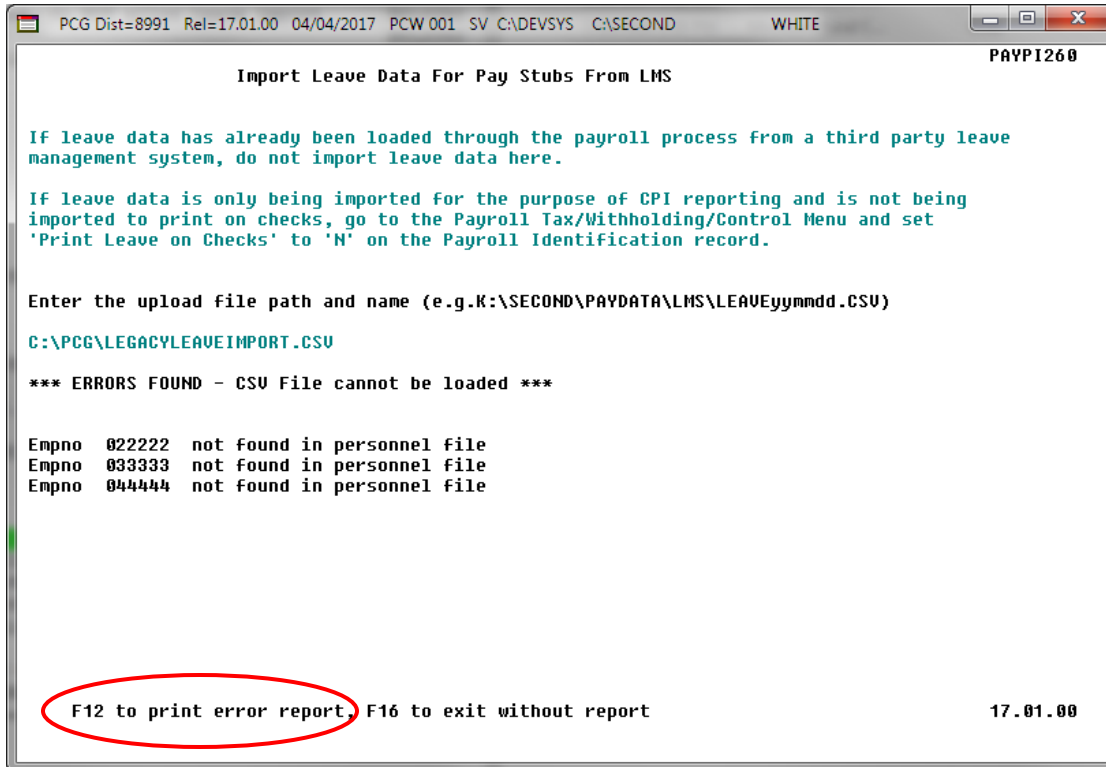 PCG Dist=8991 Rel=17.01.00 04/04/2017 PCW 001 SV C:\DEVSYS C:\SECOND WHITE
PAYPI260
Import Leave Data For Pay Stubs From LMS
If leave data has already been loaded through the payroll process from a third party leave
management system, do not import leave data here.
If leave data is only being imported for the purpose of CPI reporting and is not being
imported to print on checks, go to the Payroll Tax/Withholding/Control Menu and set
'Print Leave on Checks' to 'N' on the Payroll Identification record.
Enter the upload file path and name (e.g.K:\SECOND\PAYDATA\LMS\LEAVEyymmdd.CSV)
C:\PCG\LEGACYLEAVEIMPORT.CSV
*** ERRORS FOUND - CSV File cannot be loaded ***
Empno 022222 not found in personnel file
Empno 033333 not found in personnel file
Empno 044444 not found in personnel file
F12 to print error report, F16 to exit without report 17.01.00